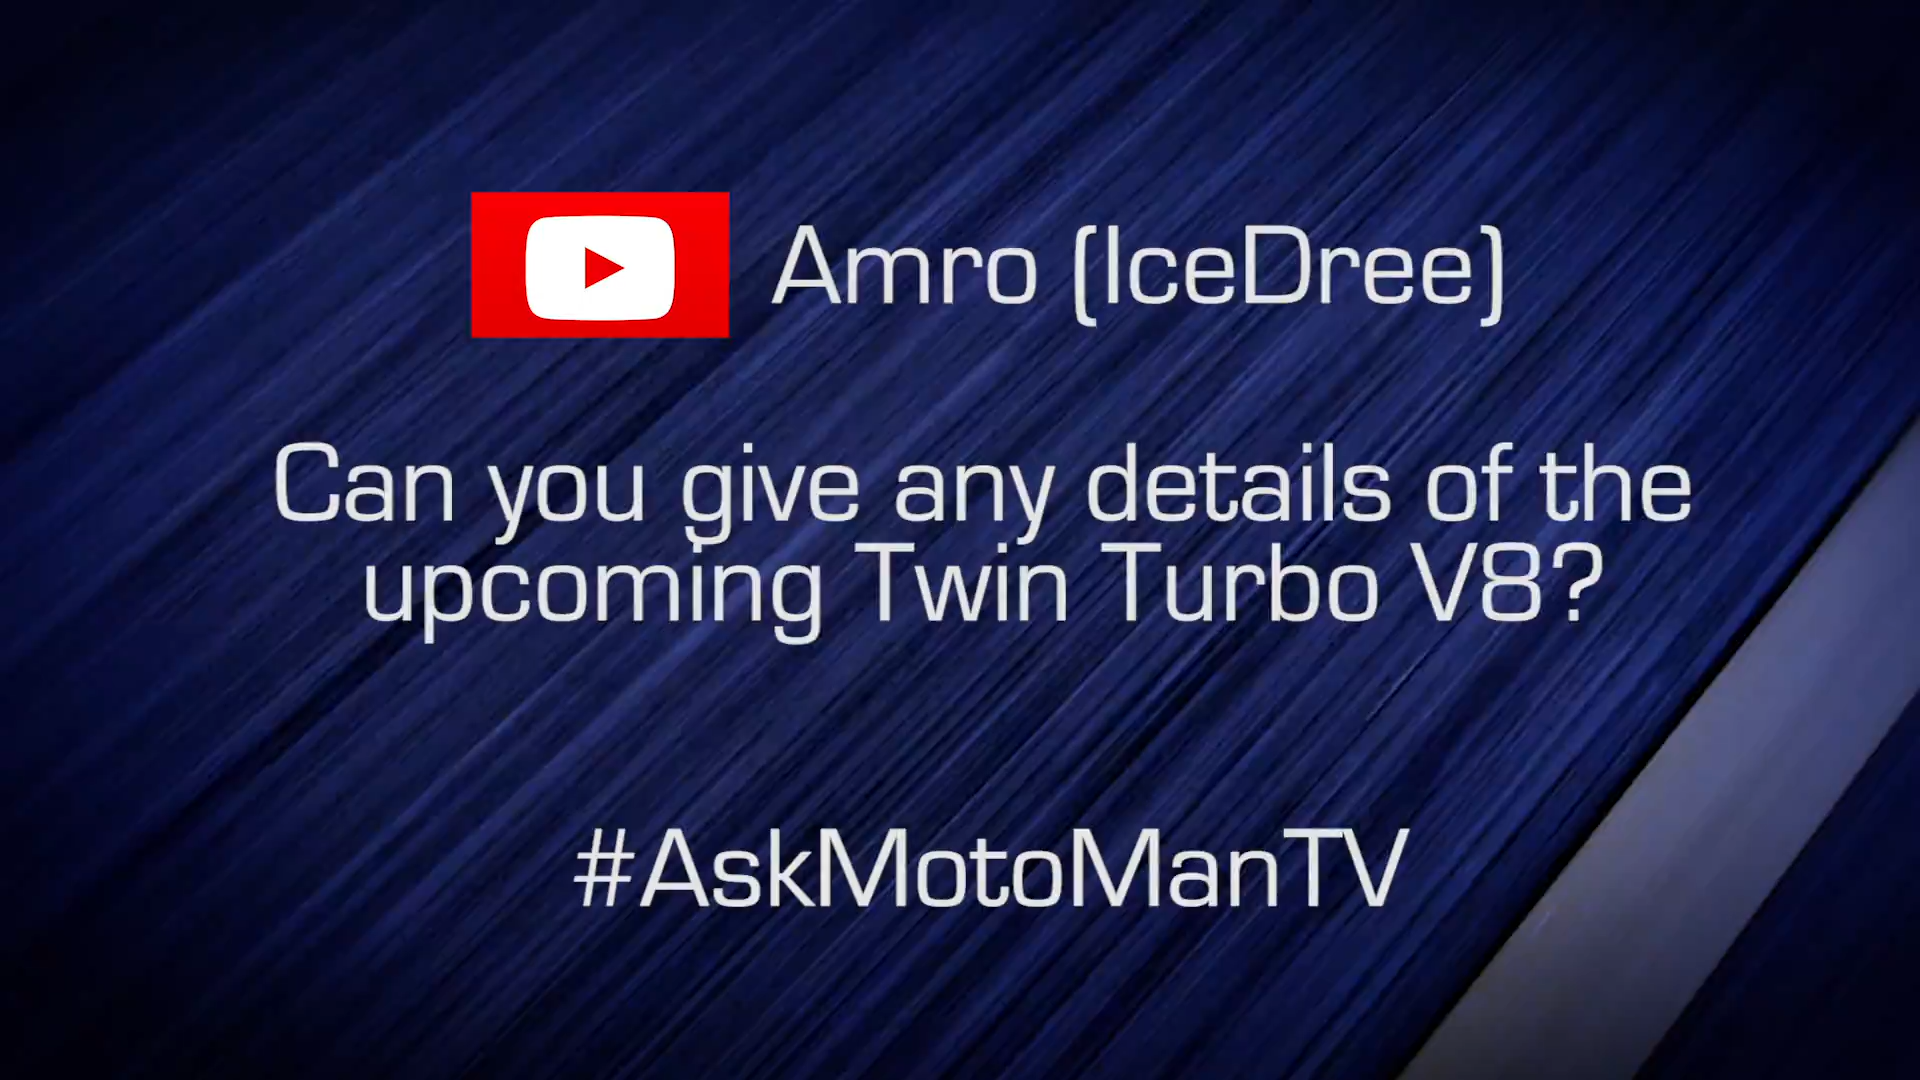 Amro (IceDree)
Can you give any details of the
upcoming Twin Turbo V8?
#AskMotoManTV